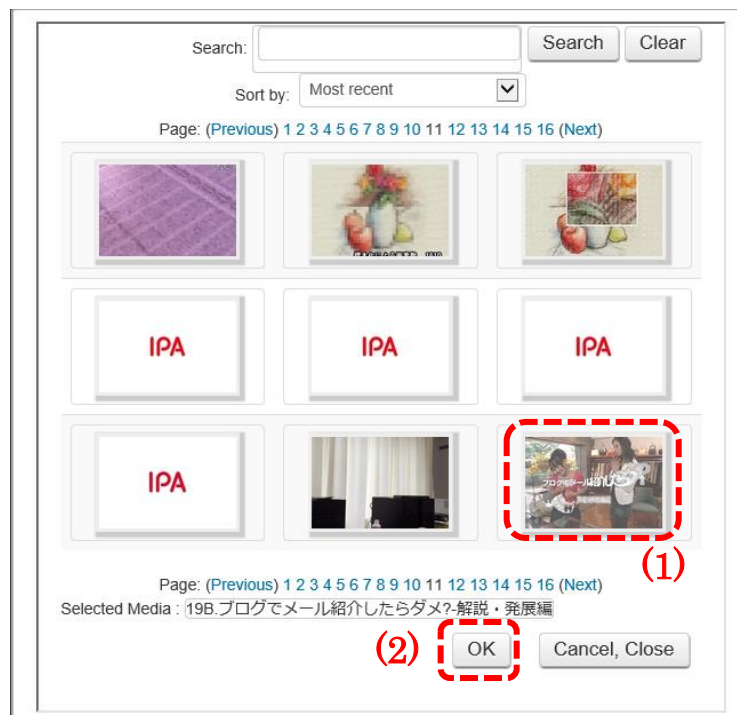 Search:
Search
Clear
Sort by:
Most recent
Page: (Previous) 1 2 3 4 5 6 7 8 9 10 11 12 13 14 15 16 (Next)
IPA
IPA
IPA
IPA
(1)
Page: (Previous) 1 2 3 4 5 6 7 8 9 10 11 12 13 14 15 16 (Next)
Selected Media : 19B.ブログでメール紹介したらダメ?-解説・発展編
(2)
OK
Cancel, Close